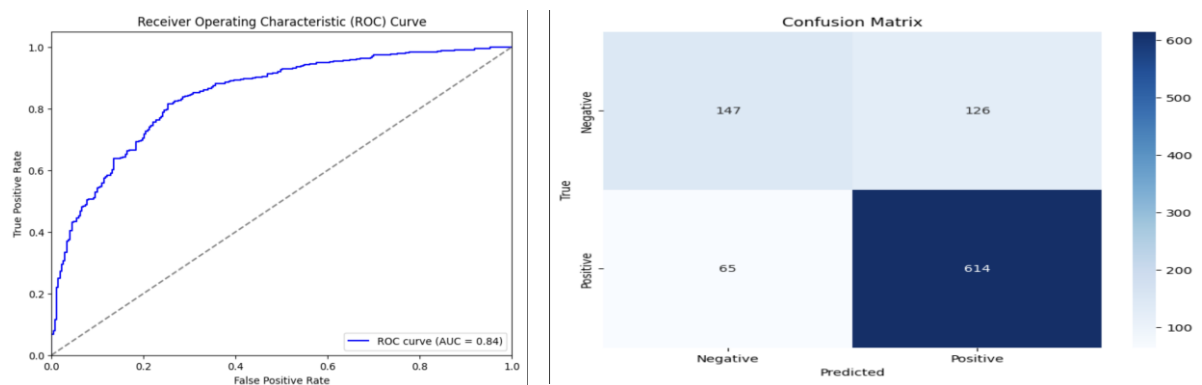 Receiver Operating Characteristic (ROC) Curve
1.0
0.8
0.6
0.4
0.2
0.0
True Positive Rate
0.0 0.2 0.4 0.6 0.8 1.0
False Positive Rate
ROC curve (AUC = 0.84)
Confusion Matrix
Negative
147 126
True
Positive
65 614
Negative Positive
Predicted
600
500
400
300
200
100